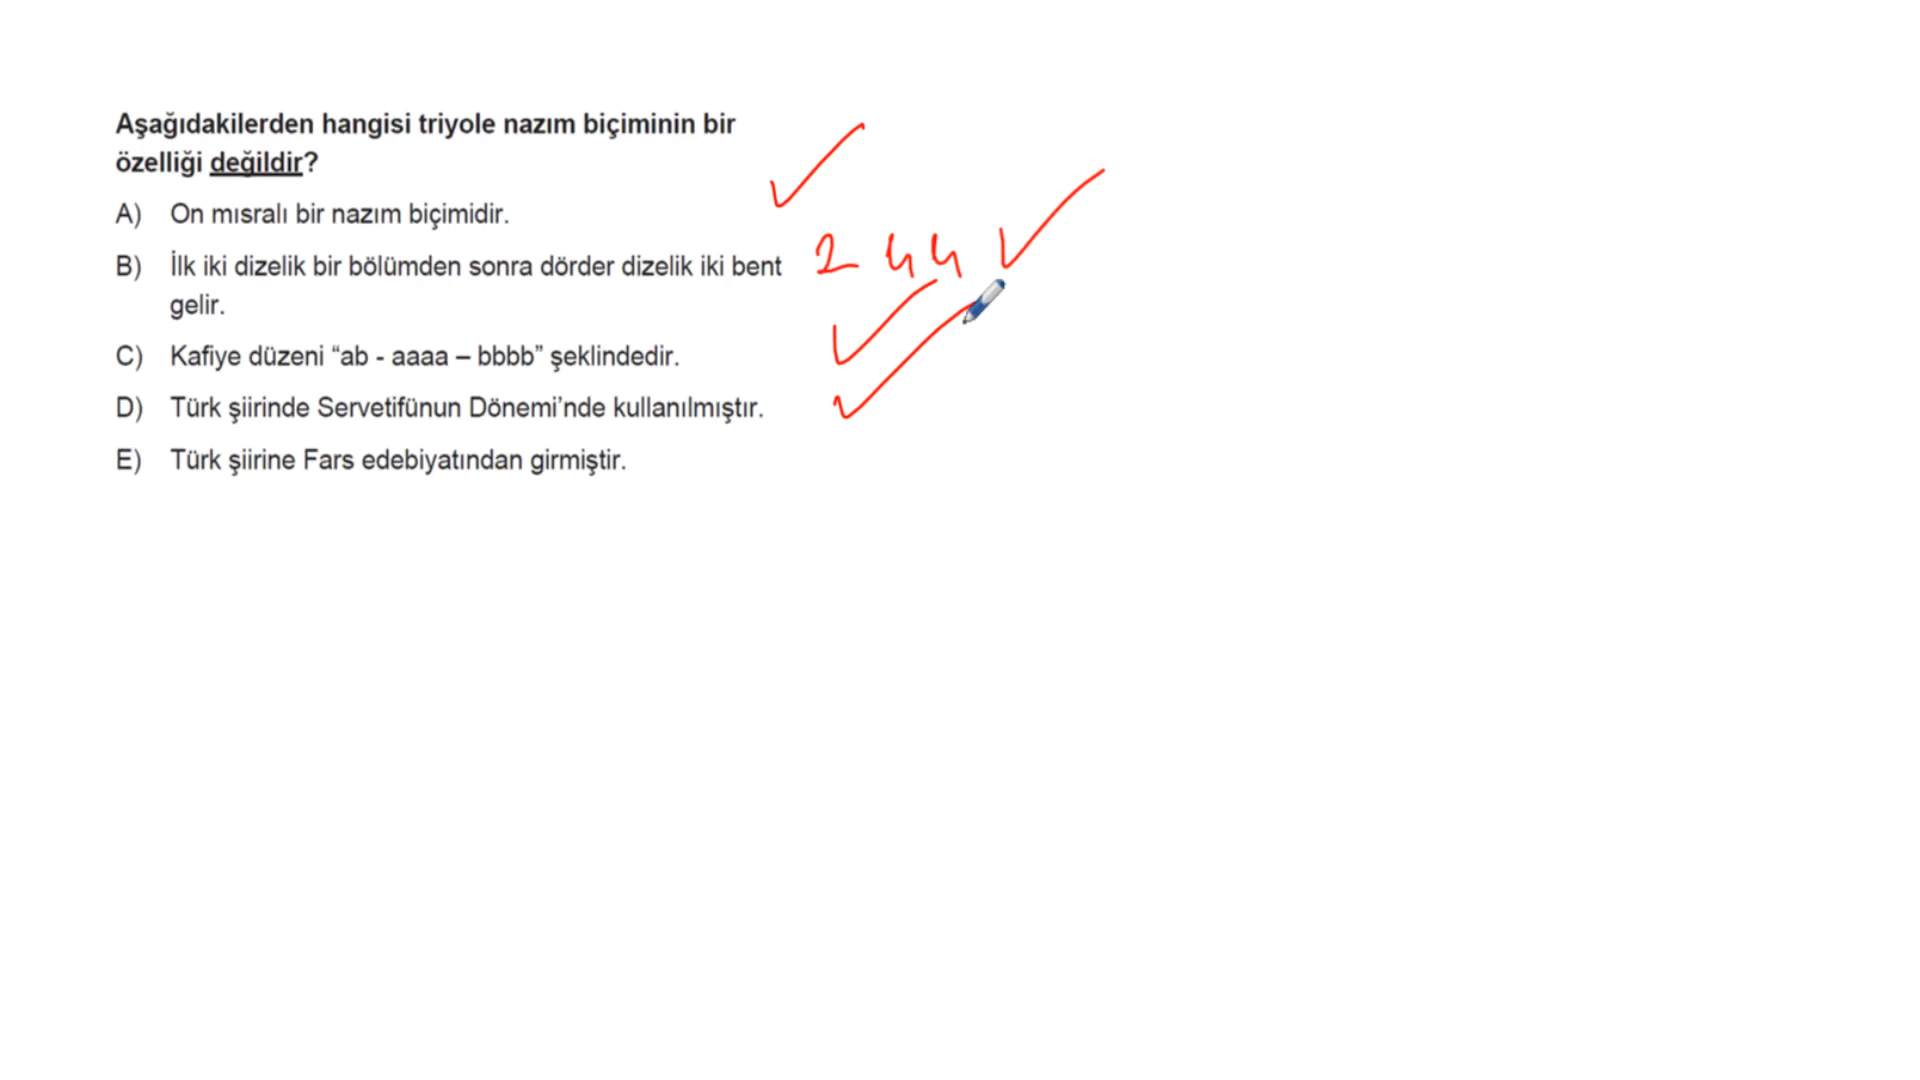 Aşağıdakilerden hangisi triyole nazım biçiminin bir
özelliği değildir?
A) On mısralı bir nazım biçimidir.
B) İlk iki dizelik bir bölümden sonra dörder dizelik iki bent 2 4 4
gelir.
C) Kafiye düzeni “ab - aaaa – bbbb” şeklindedir.
D) Türk şiirinde Servetifünun Dönemi’nde kullanılmıştır.
E) Türk şiirine Fars edebiyatından girmiştir.